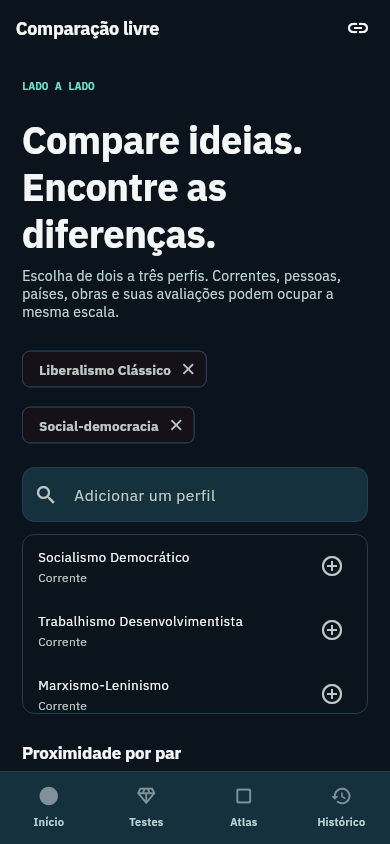 Comparação livre
LADO A LADO
Compare ideias.
Encontre as
diferenças.
Escolha de dois a três perfis. Correntes, pessoas,
países, obras e suas avaliações podem ocupar a
mesma escala.
Liberalismo Clássico
Social-democracia
Adicionar um perfil
Socialismo Democrático
Corrente
Trabalhismo Desenvolvimentista
Corrente
Marxismo-Leninismo
Corrente
Proximidade por par
Início Testes Atlas Histórico